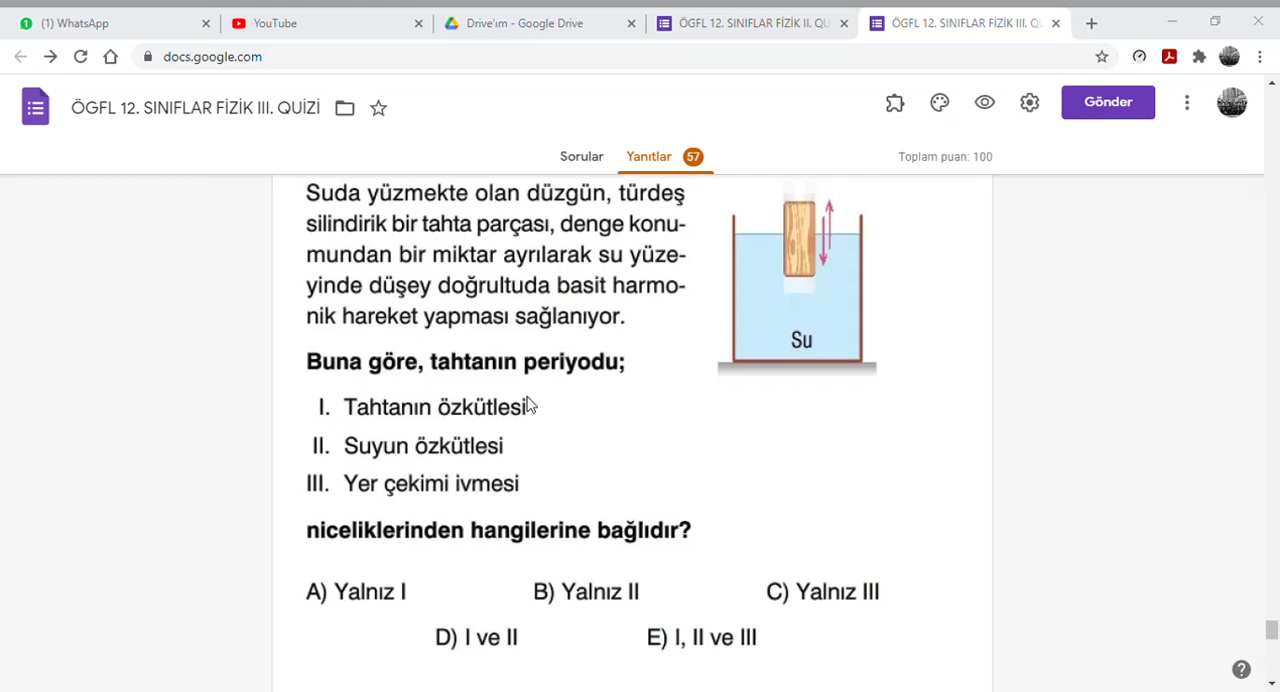 (1) WhatsApp
YouTube
Drive'ım - Google Drive
ÖGFL 12. SINIFLAR FİZİK II. QU
ÖGFL 12. SINIFLAR FİZİK III. Q
docs.google.com
ÖGFL 12. SINIFLAR FİZİK III. QUİZİ
Gönder
Sorular
Yanıtlar 57
Toplam puan: 100
Suda yüzmekte olan düzgün, türdeş
silindirik bir tahta parçası, denge konu-
mundan bir miktar ayrılarak su yüze-
yinde düşey doğrultuda basit harmo-
nik hareket yapması sağlanıyor.
Su
Buna göre, tahtanın periyodu;
I. Tahtanın özkütlesi
II. Suyun özkütlesi
III. Yer çekimi ivmesi
niceliklerinden hangilerine bağlıdır?
A) Yalnız I B) Yalnız II C) Yalnız III
D) I ve II E) I, II ve III